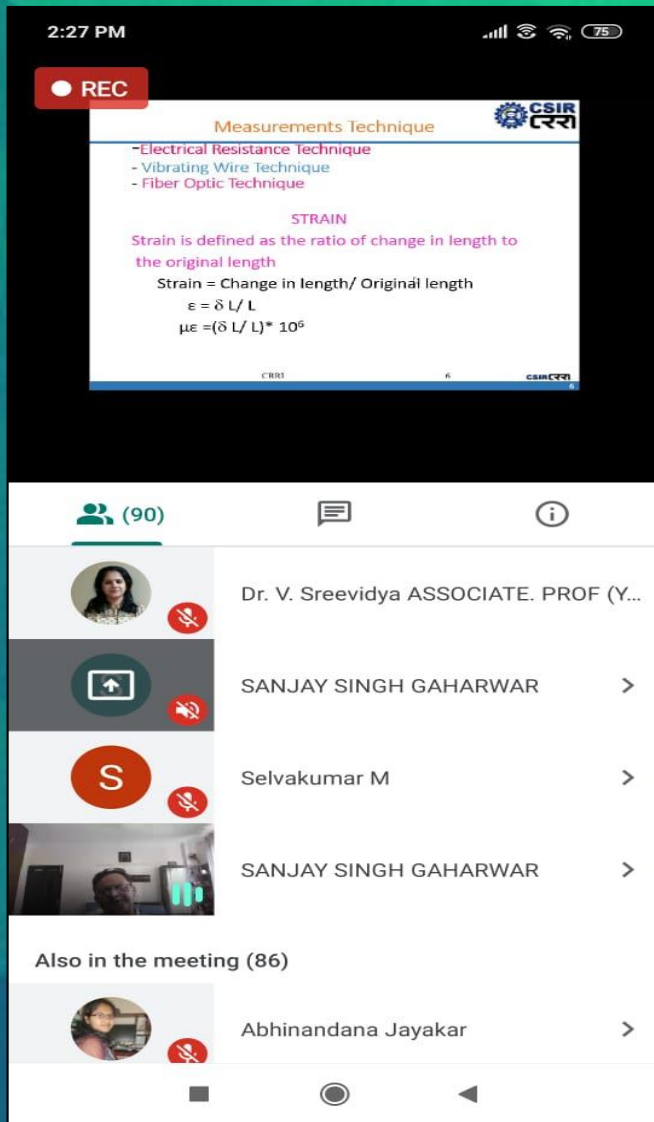 2:27 PM
75
REC
CSIR
Measurements Technique
-Electrical Resistance Technique
- Vibrating Wire Technique
- Fiber Optic Technique
STRAIN
Strain is defined as the ratio of change in length to
the original length
Strain = Change in length/ Original length
ε = δ L/ L
με =(δ L/ L)* 10⁶
CRRI 6 CSIR
6
(90)
Dr. V. Sreevidya ASSOCIATE. PROF (Y...
SANJAY SINGH GAHARWAR
S
Selvakumar M
SANJAY SINGH GAHARWAR
Also in the meeting (86)
Abhinandana Jayakar